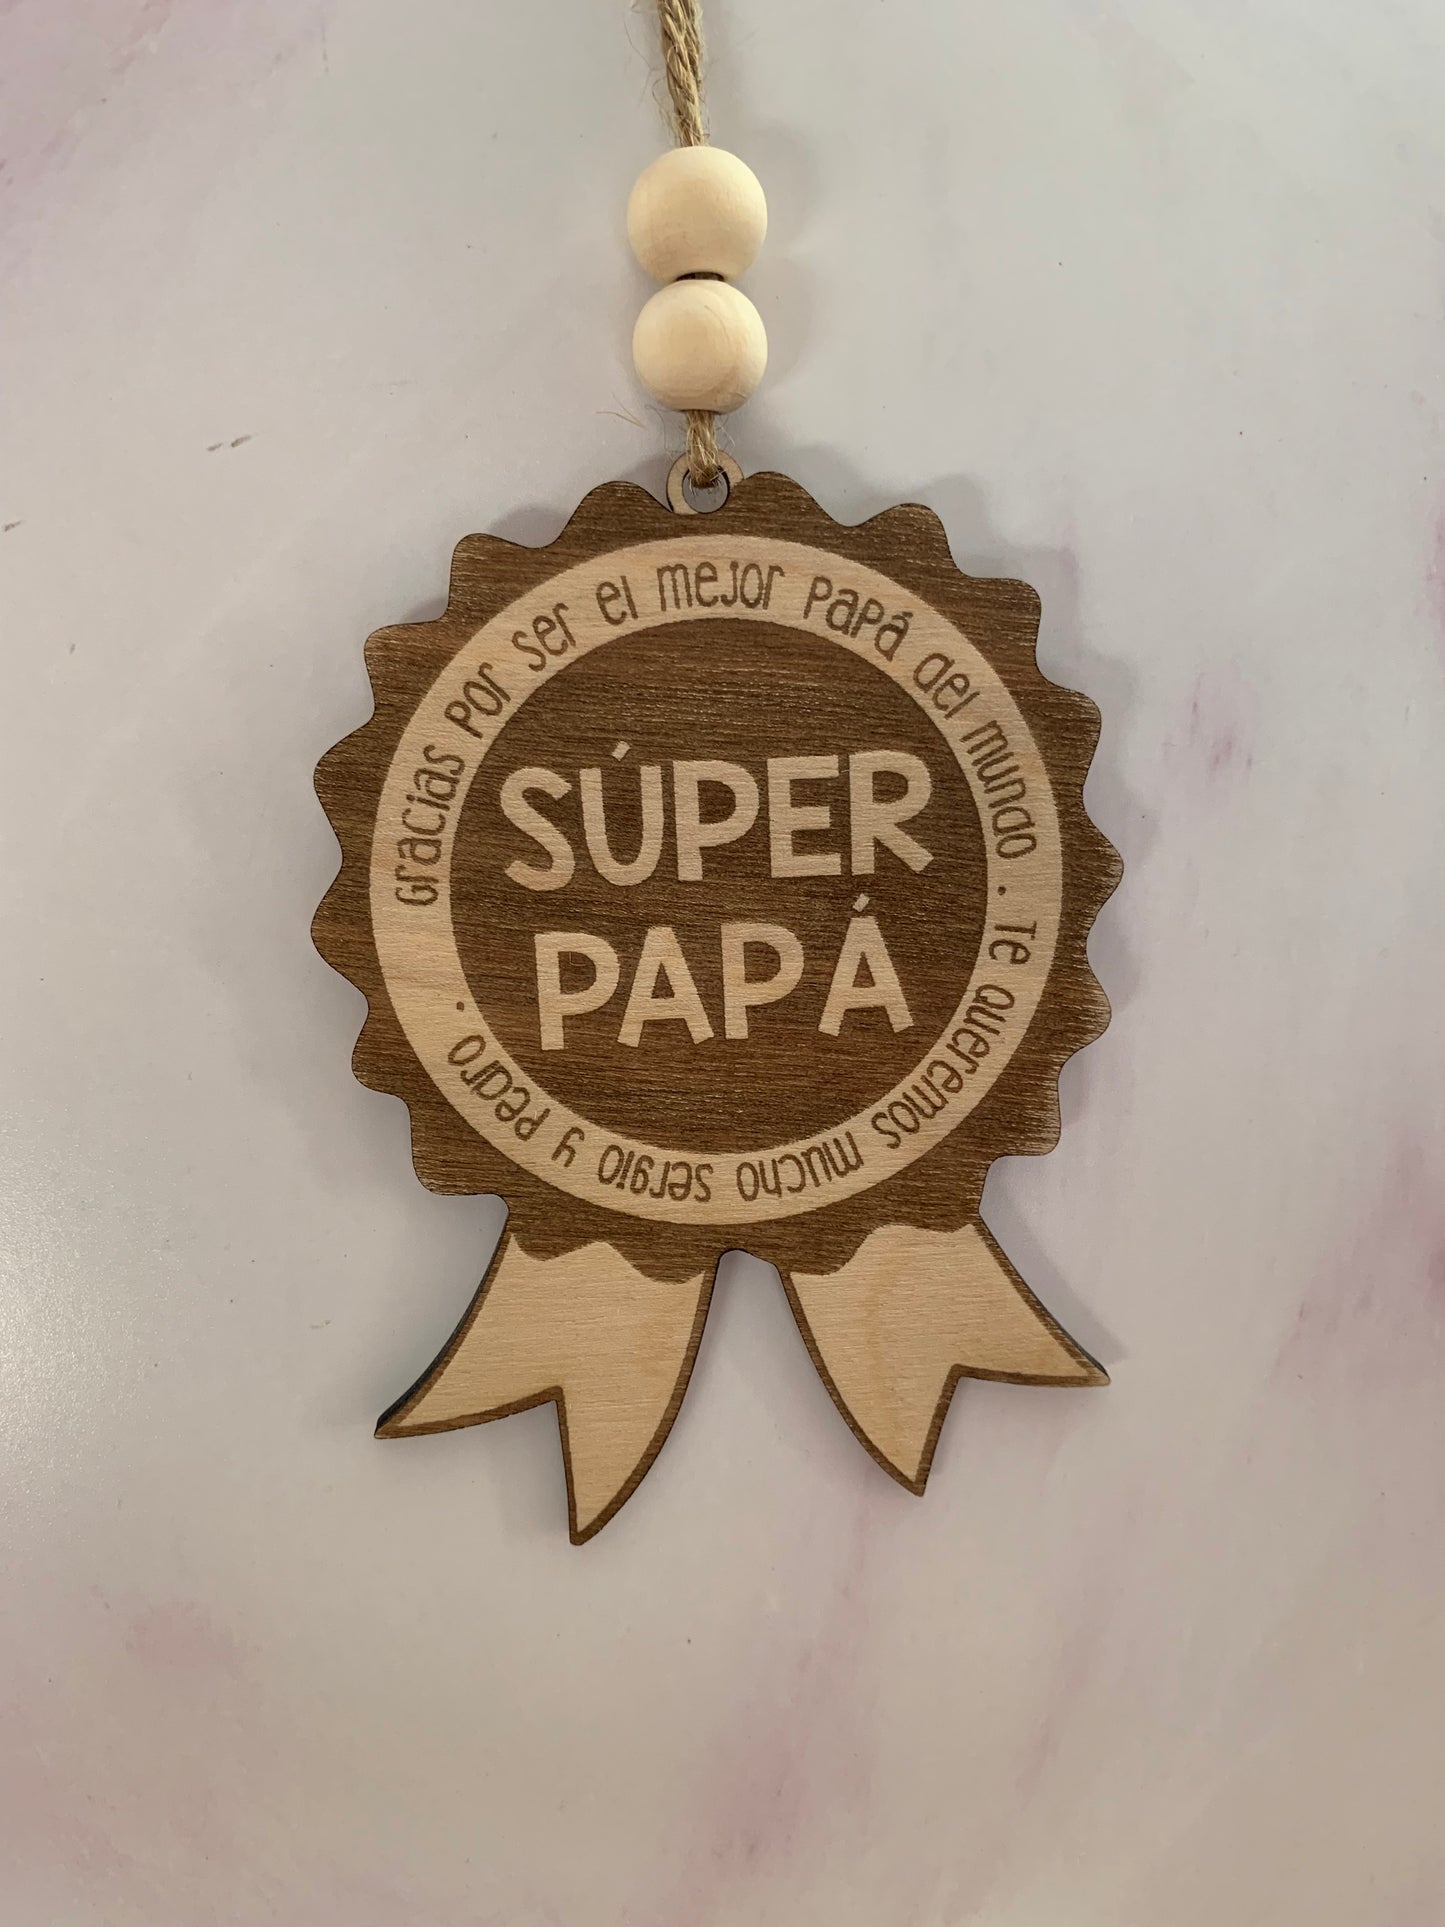 Gracias por ser el mejor papá del mundo · Te queremos mucho sergio y pedro ·
SÚPER
PAPÁ